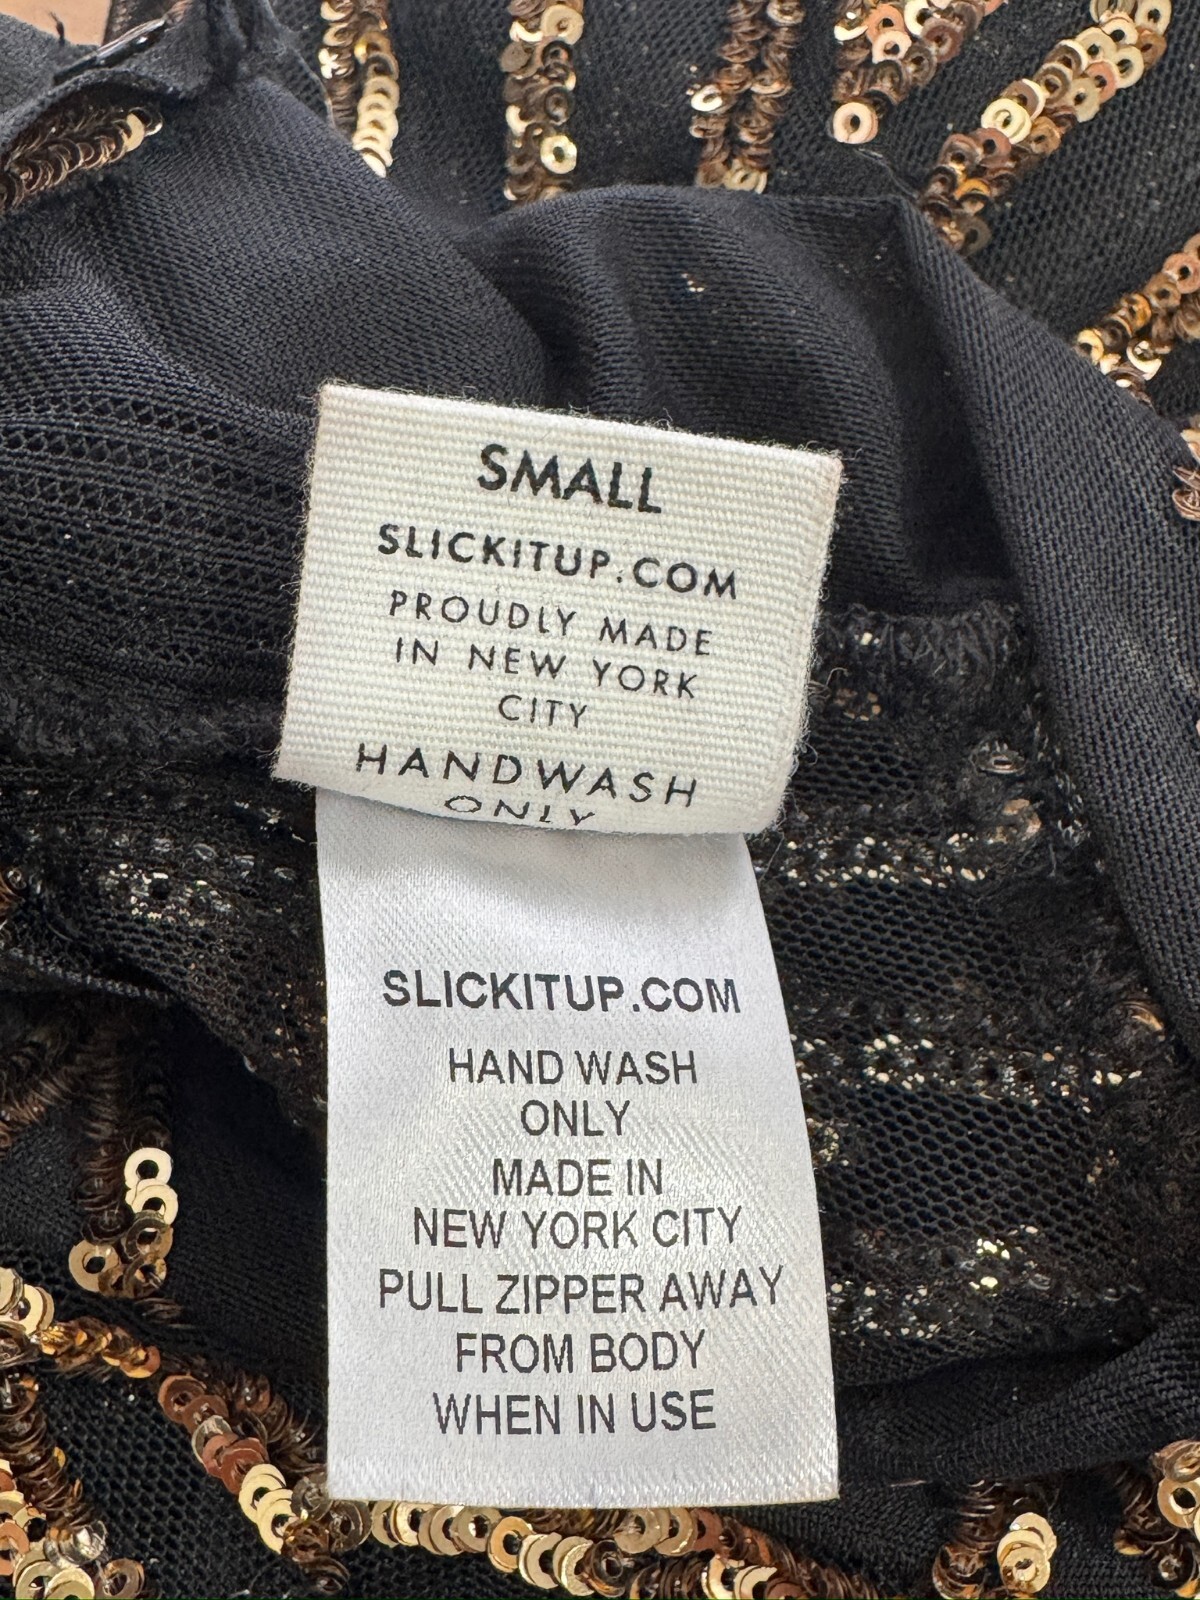 SMALL
SLICKITUP.COM
PROUDLY MADE
IN NEW YORK
CITY
HANDWASH
ONLY
SLICKITUP.COM
HAND WASH
ONLY
MADE IN
NEW YORK CITY
PULL ZIPPER AWAY
FROM BODY
WHEN IN USE